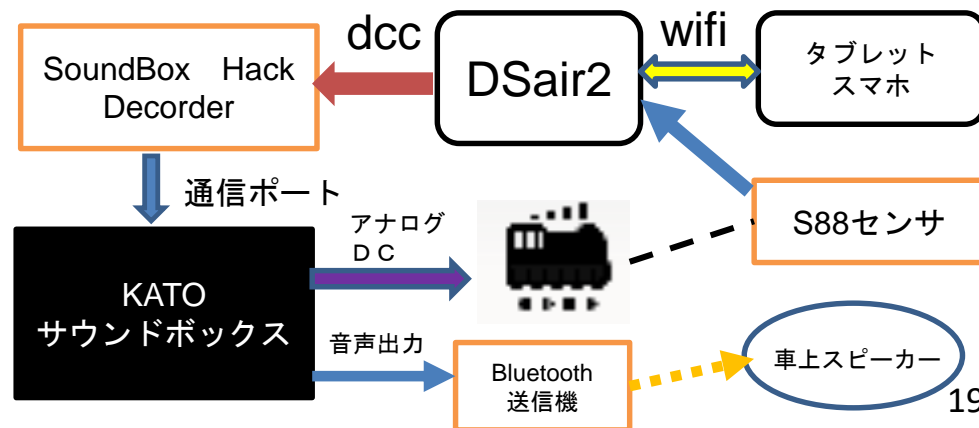 dcc
wifi
SoundBox　Hack
Decorder
DSair2
タブレット
スマホ
通信ポート
アナログ
ＤＣ
S88センサ
KATO
サウンドボックス
音声出力
Bluetooth
送信機
車上スピーカー
19